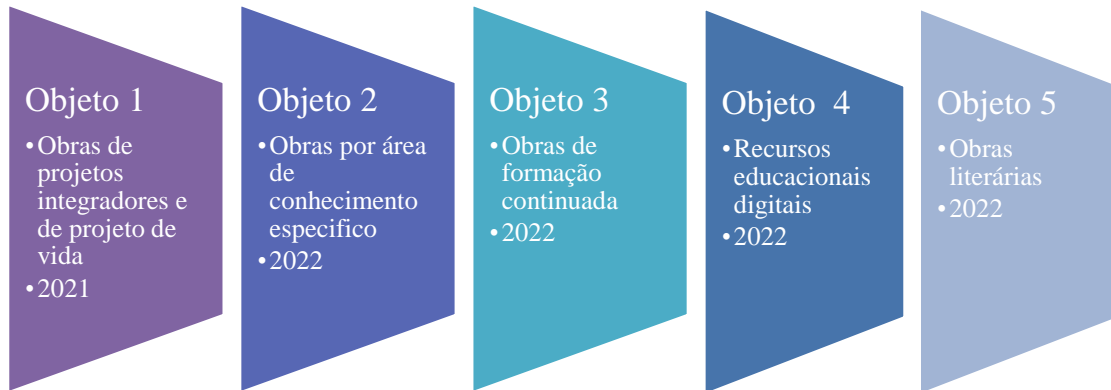 Objeto 1
•Obras de
projetos
integradores e
de projeto de
vida
•2021
Objeto 2
•Obras por área
de
conhecimento
especifico
•2022
Objeto 3
•Obras de
formação
continuada
•2022
Objeto 4
•Recursos
educacionais
digitais
•2022
Objeto 5
•Obras
literárias
•2022